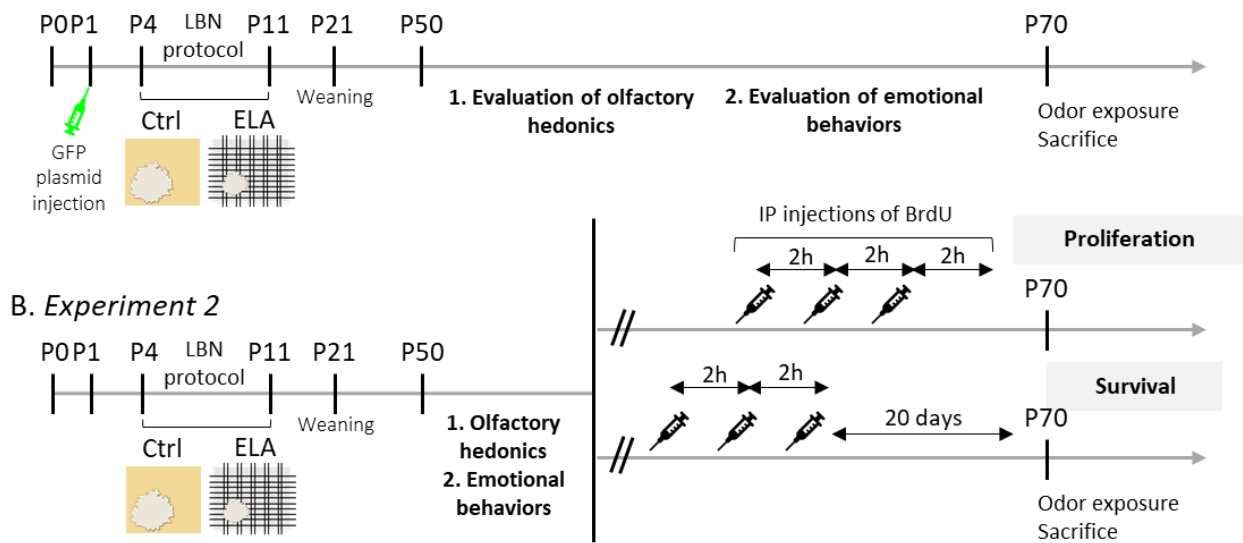 P0 P1 P4 LBN protocol P11 P21 P50 P70
GFP
plasmid
injection
Ctrl ELA
Weaning
1. Evaluation of olfactory
hedonics
2. Evaluation of emotional
behaviors
Odor exposure
Sacrifice
B. Experiment 2
P0 P1 P4 LBN protocol P11 P21 P50
Ctrl ELA
Weaning
1. Olfactory
hedonics
2. Emotional
behaviors
IP injections of BrdU
2h 2h 2h
Proliferation
P70
2h 2h
20 days
Survival
P70
Odor exposure
Sacrifice